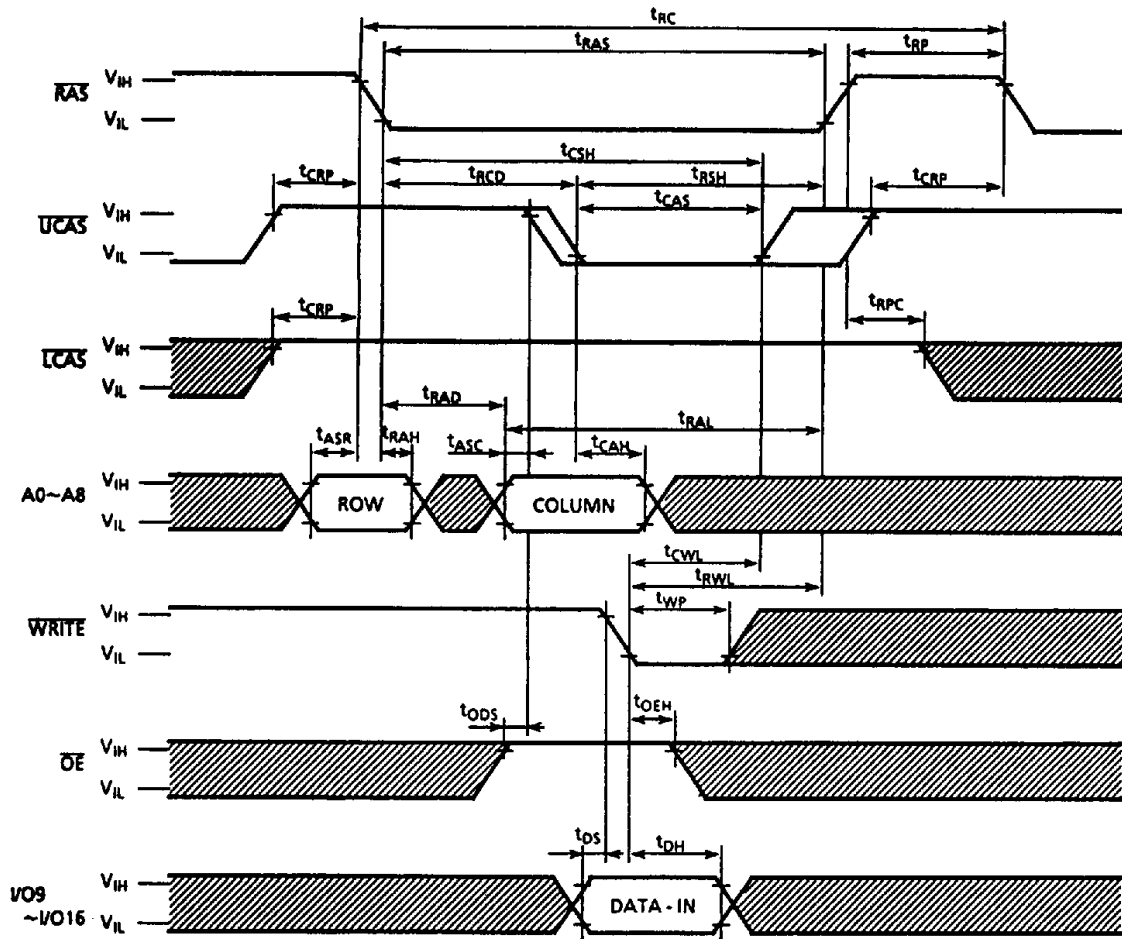 tRC
tRAS
tRP
RAS
VIH
VIL
tCSH
tCRP
tRCD
tRSH
tCRP
tCAS
UCAS
VIH
VIL
tCRP
tRPC
LCAS
VIH
VIL
tRAD
tRAL
tASR
tRAH
tASC
tCAH
A0~A8
VIH
VIL
ROW
COLUMN
tCWL
tRWL
tWP
WRITE
VIH
VIL
tODS
tOEH
OE
VIH
VIL
tDS
tDH
I/O9
~I/O16
VIH
VIL
DATA - IN